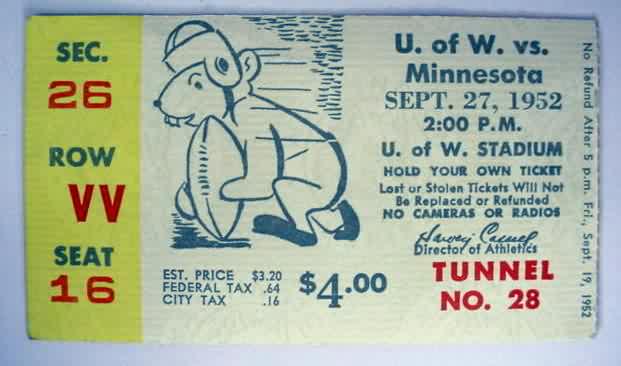 SEC.
26
ROW
VV
SEAT
16
U. of W. vs.
Minnesota
SEPT. 27, 1952
2:00 P.M.
U. of W. STADIUM
HOLD YOUR OWN TICKET
Lost or Stolen Tickets Will Not
Be Replaced or Refunded
NO CAMERAS OR RADIOS
Harvey Cassill
Director of Athletics
TUNNEL
NO. 28
EST. PRICE $3.20
FEDERAL TAX .64
CITY TAX .16
$4.00
No Refund After 5 p.m. Fri., Sept. 19, 1952